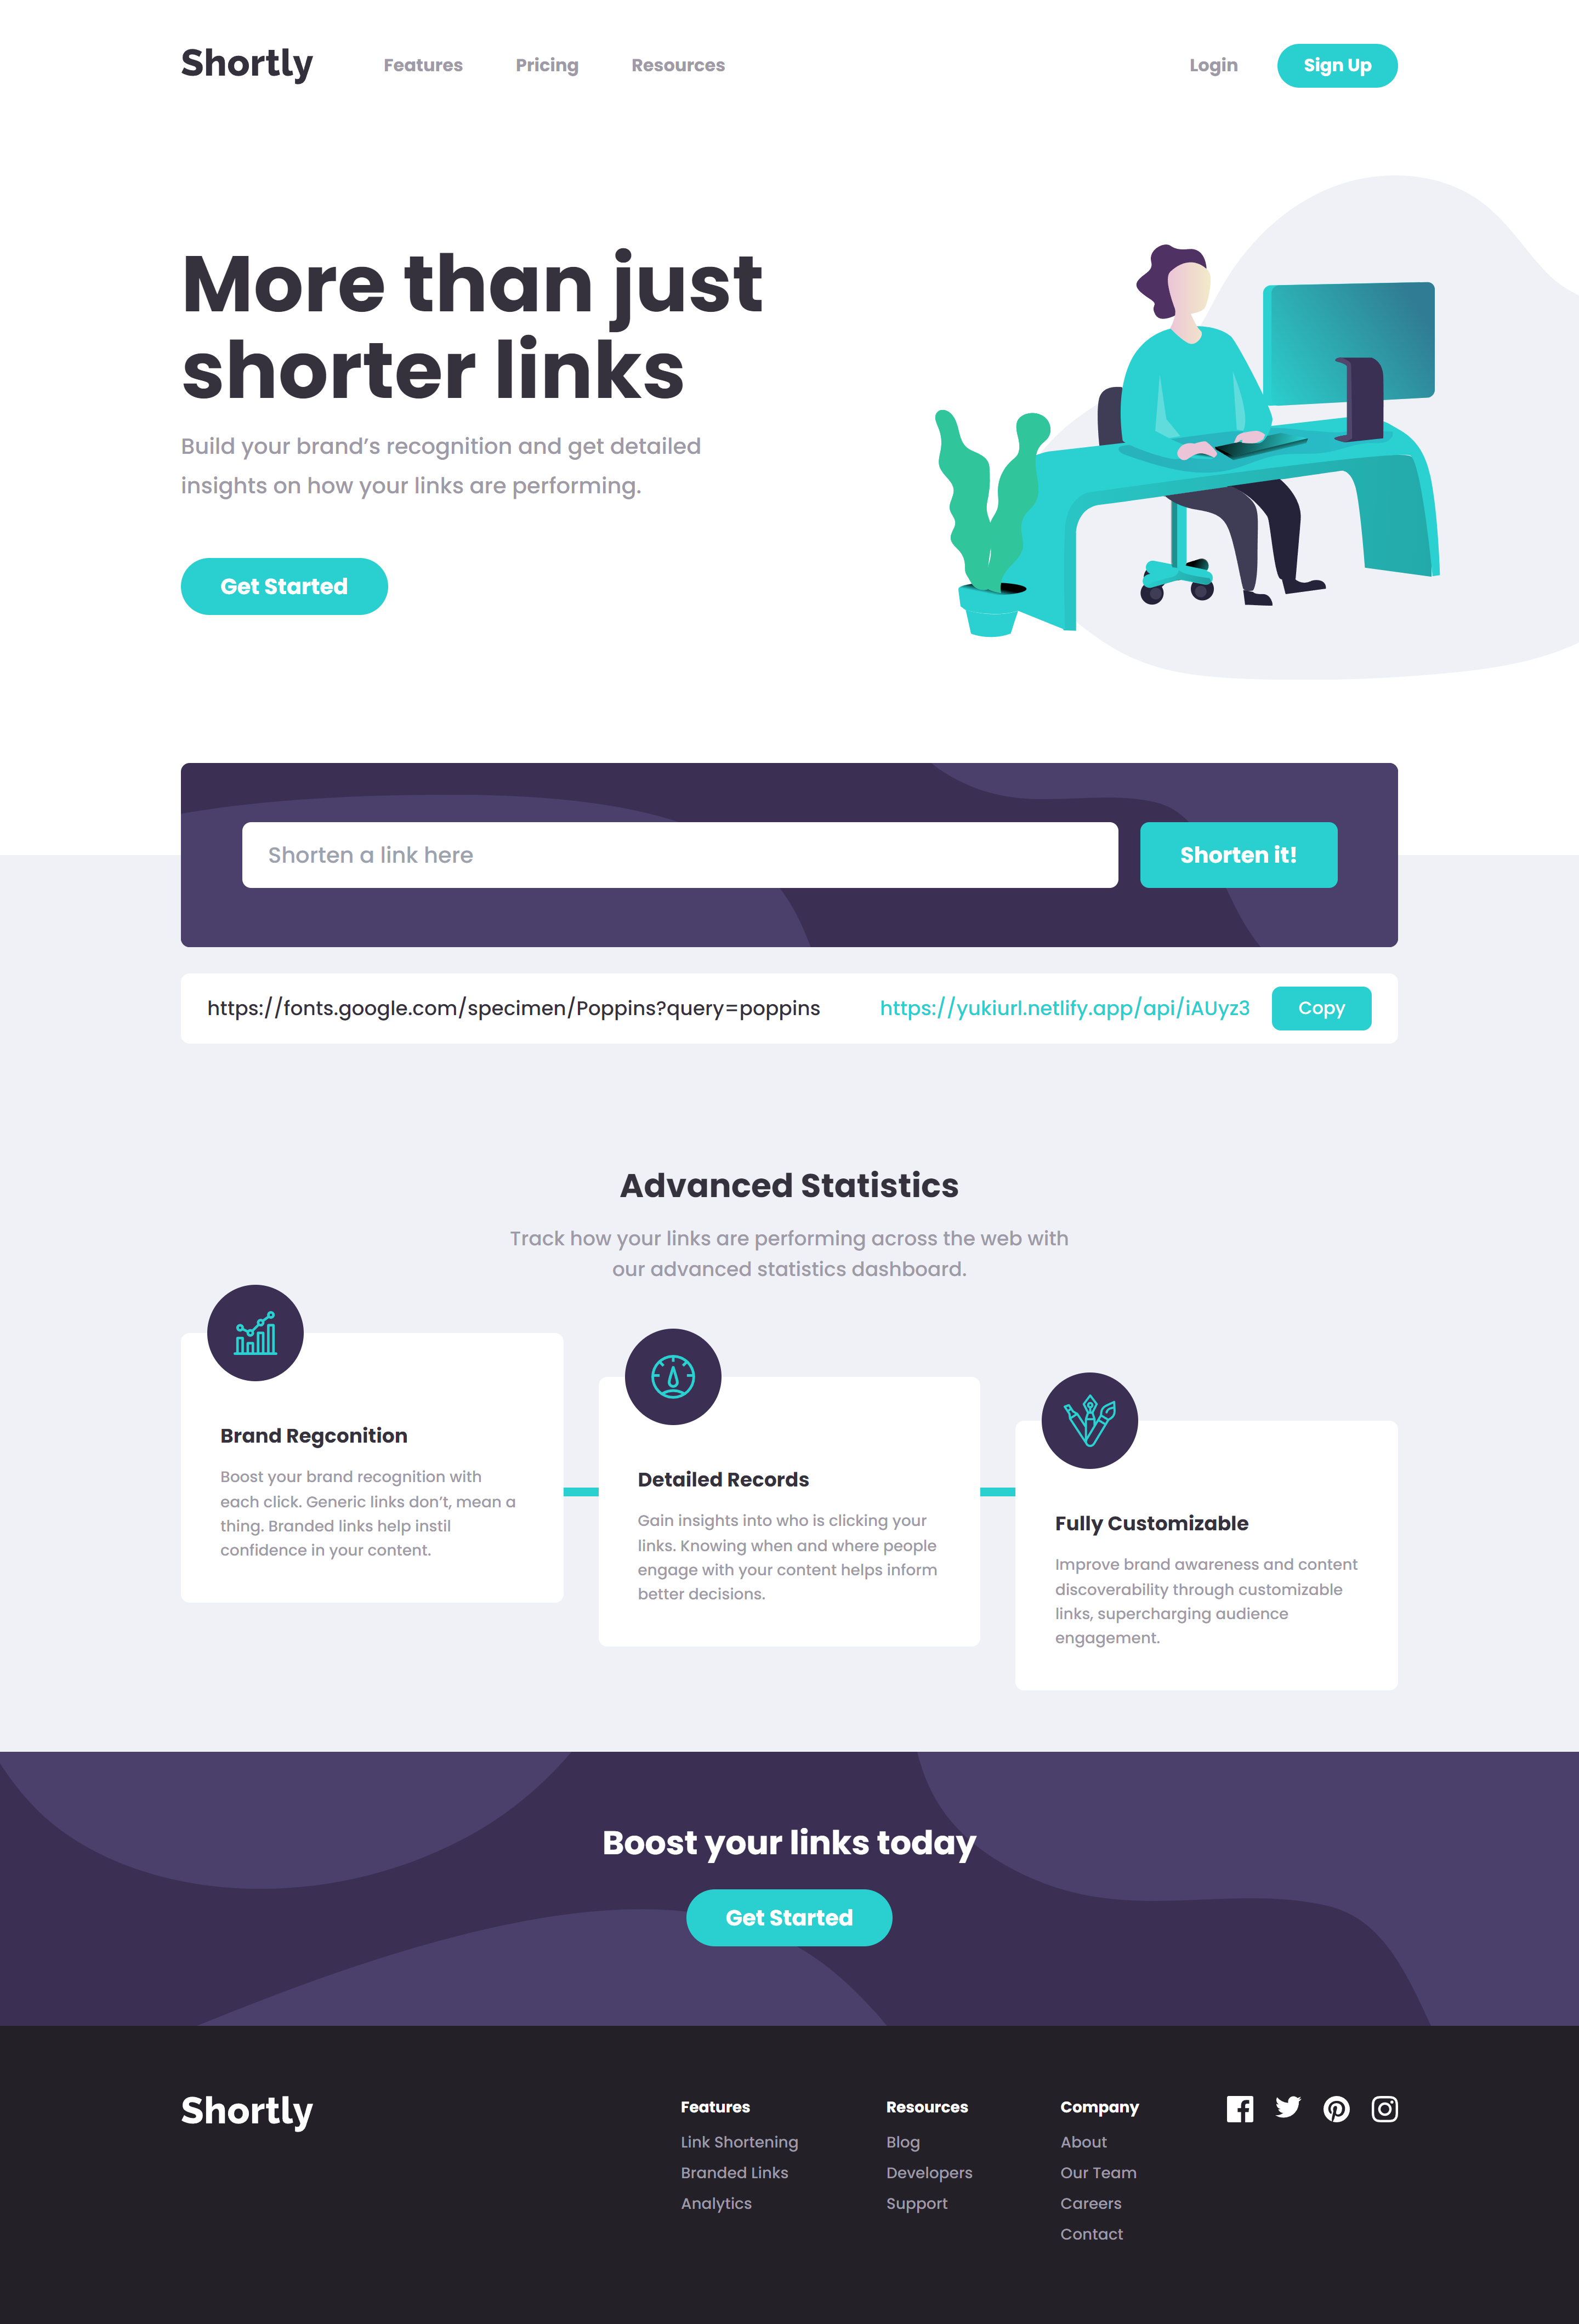 Shortly
Features
Pricing
Resources
Login
Sign Up
More than just
shorter links
Build your brand’s recognition and get detailed
insights on how your links are performing.
Get Started
Shorten a link here
Shorten it!
https://fonts.google.com/specimen/Poppins?query=poppins
https://yukiurl.netlify.app/api/iAUyz3
Copy
Advanced Statistics
Track how your links are performing across the web with
our advanced statistics dashboard.
Brand Regconition
Boost your brand recognition with
each click. Generic links don’t, mean a
thing. Branded links help instil
confidence in your content.
Detailed Records
Gain insights into who is clicking your
links. Knowing when and where people
engage with your content helps inform
better decisions.
Fully Customizable
Improve brand awareness and content
discoverability through customizable
links, supercharging audience
engagement.
Boost your links today
Get Started
Shortly
Features
Link Shortening
Branded Links
Analytics
Resources
Blog
Developers
Support
Company
About
Our Team
Careers
Contact